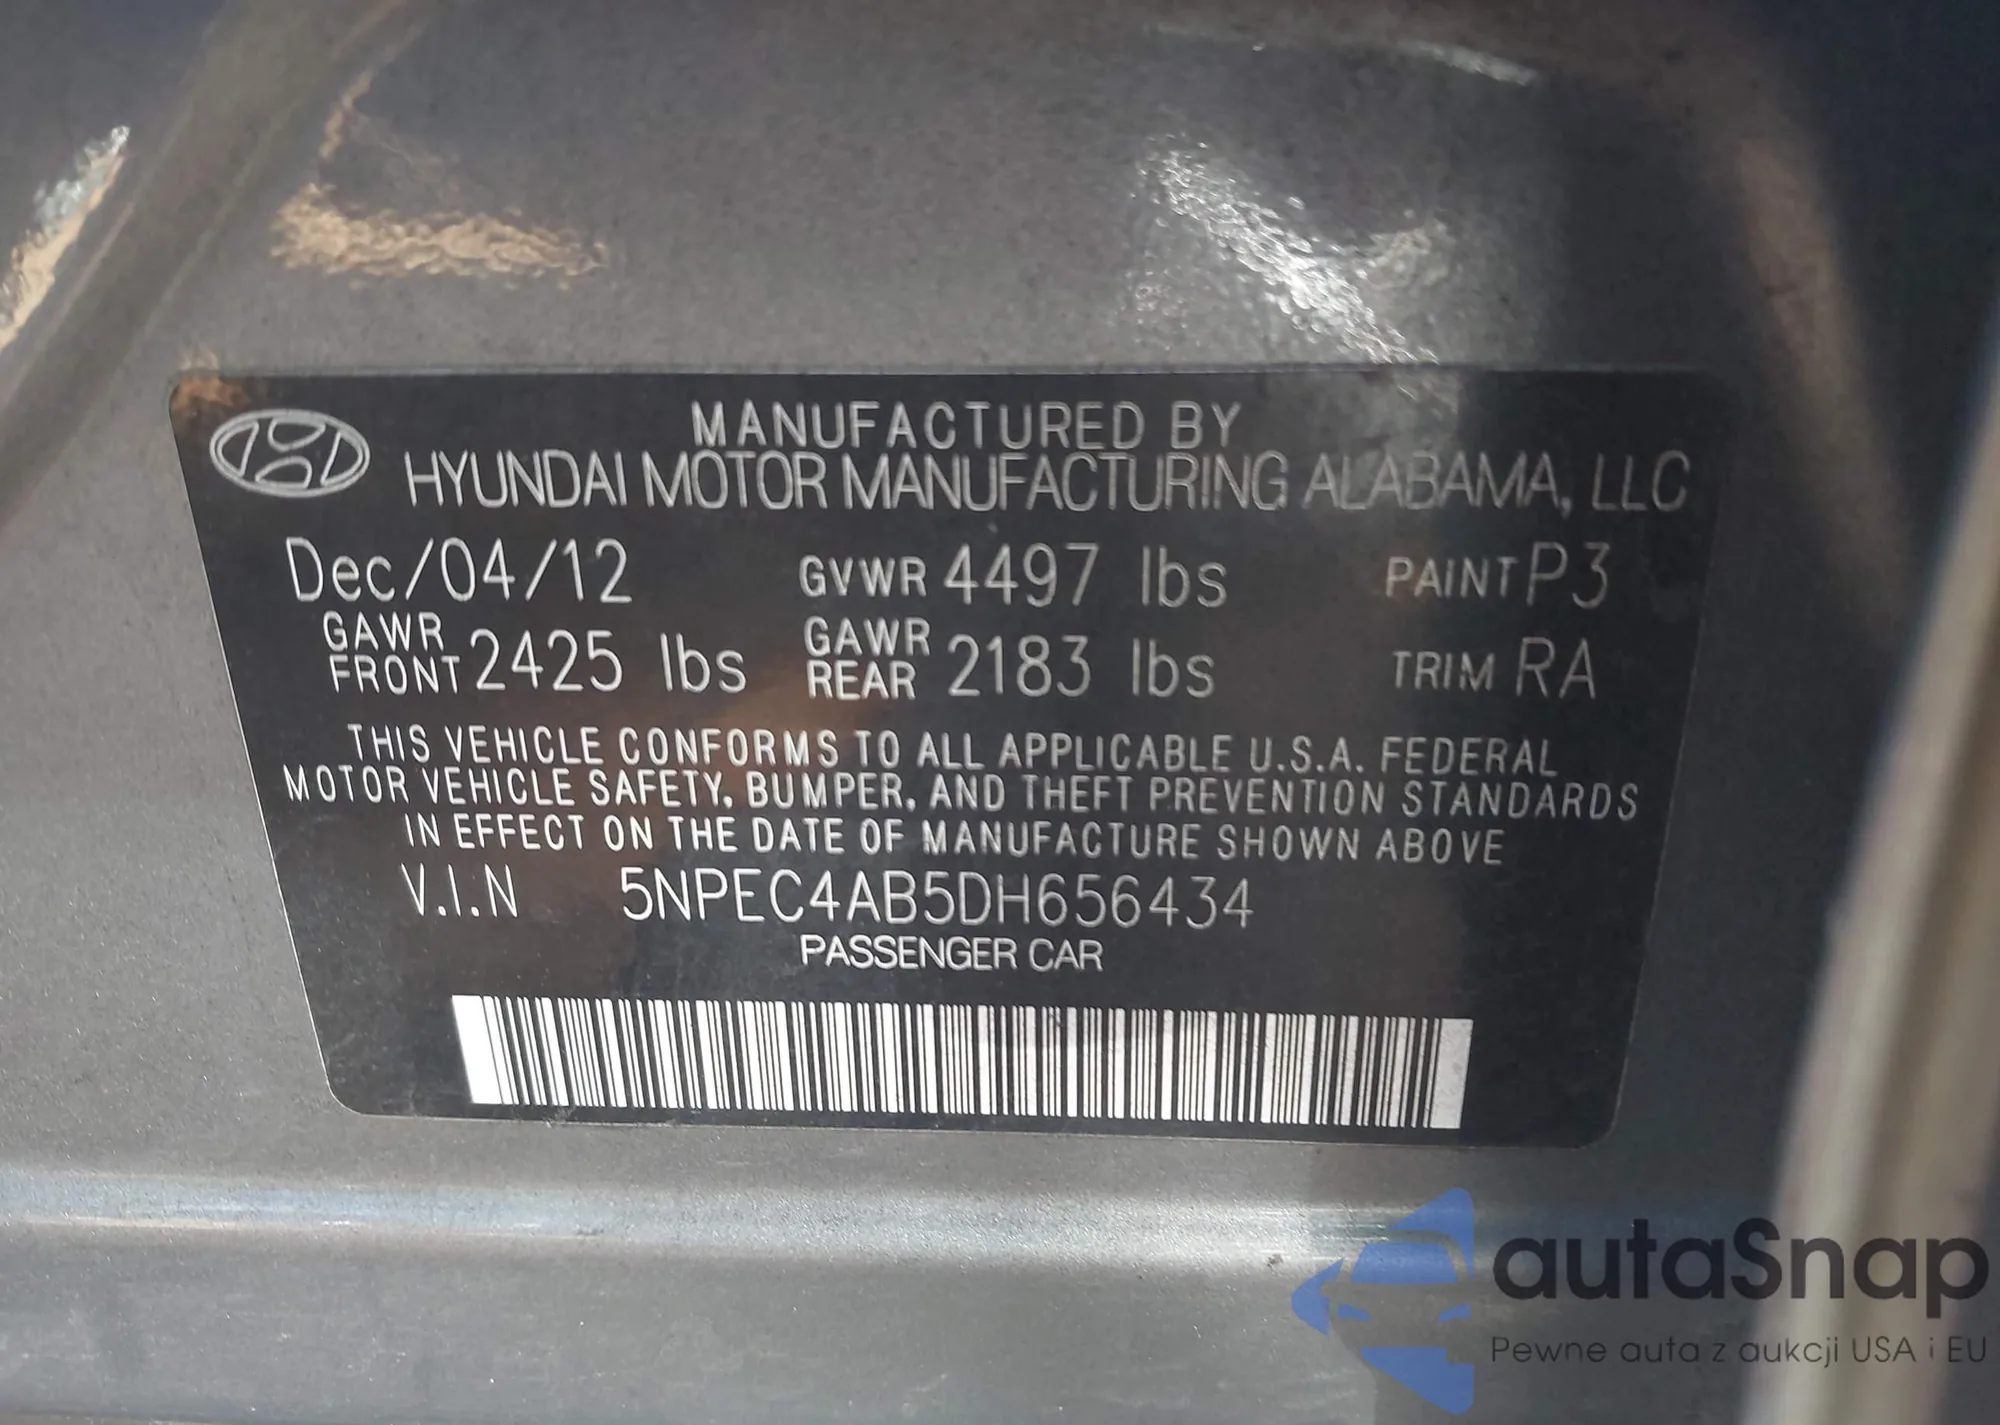 MANUFACTURED BY
HYUNDAI MOTOR MANUFACTURING ALABAMA, LLC
Dec/04/12 GVWR 4497 lbs PAINT P3
GAWR FRONT 2425 lbs GAWR REAR 2183 lbs TRIM RA
THIS VEHICLE CONFORMS TO ALL APPLICABLE U.S.A. FEDERAL
MOTOR VEHICLE SAFETY, BUMPER, AND THEFT PREVENTION STANDARDS
IN EFFECT ON THE DATE OF MANUFACTURE SHOWN ABOVE
V.I.N 5NPEC4AB5DH656434
PASSENGER CAR
autaSnap
Pewne auta z aukcji USA i EU